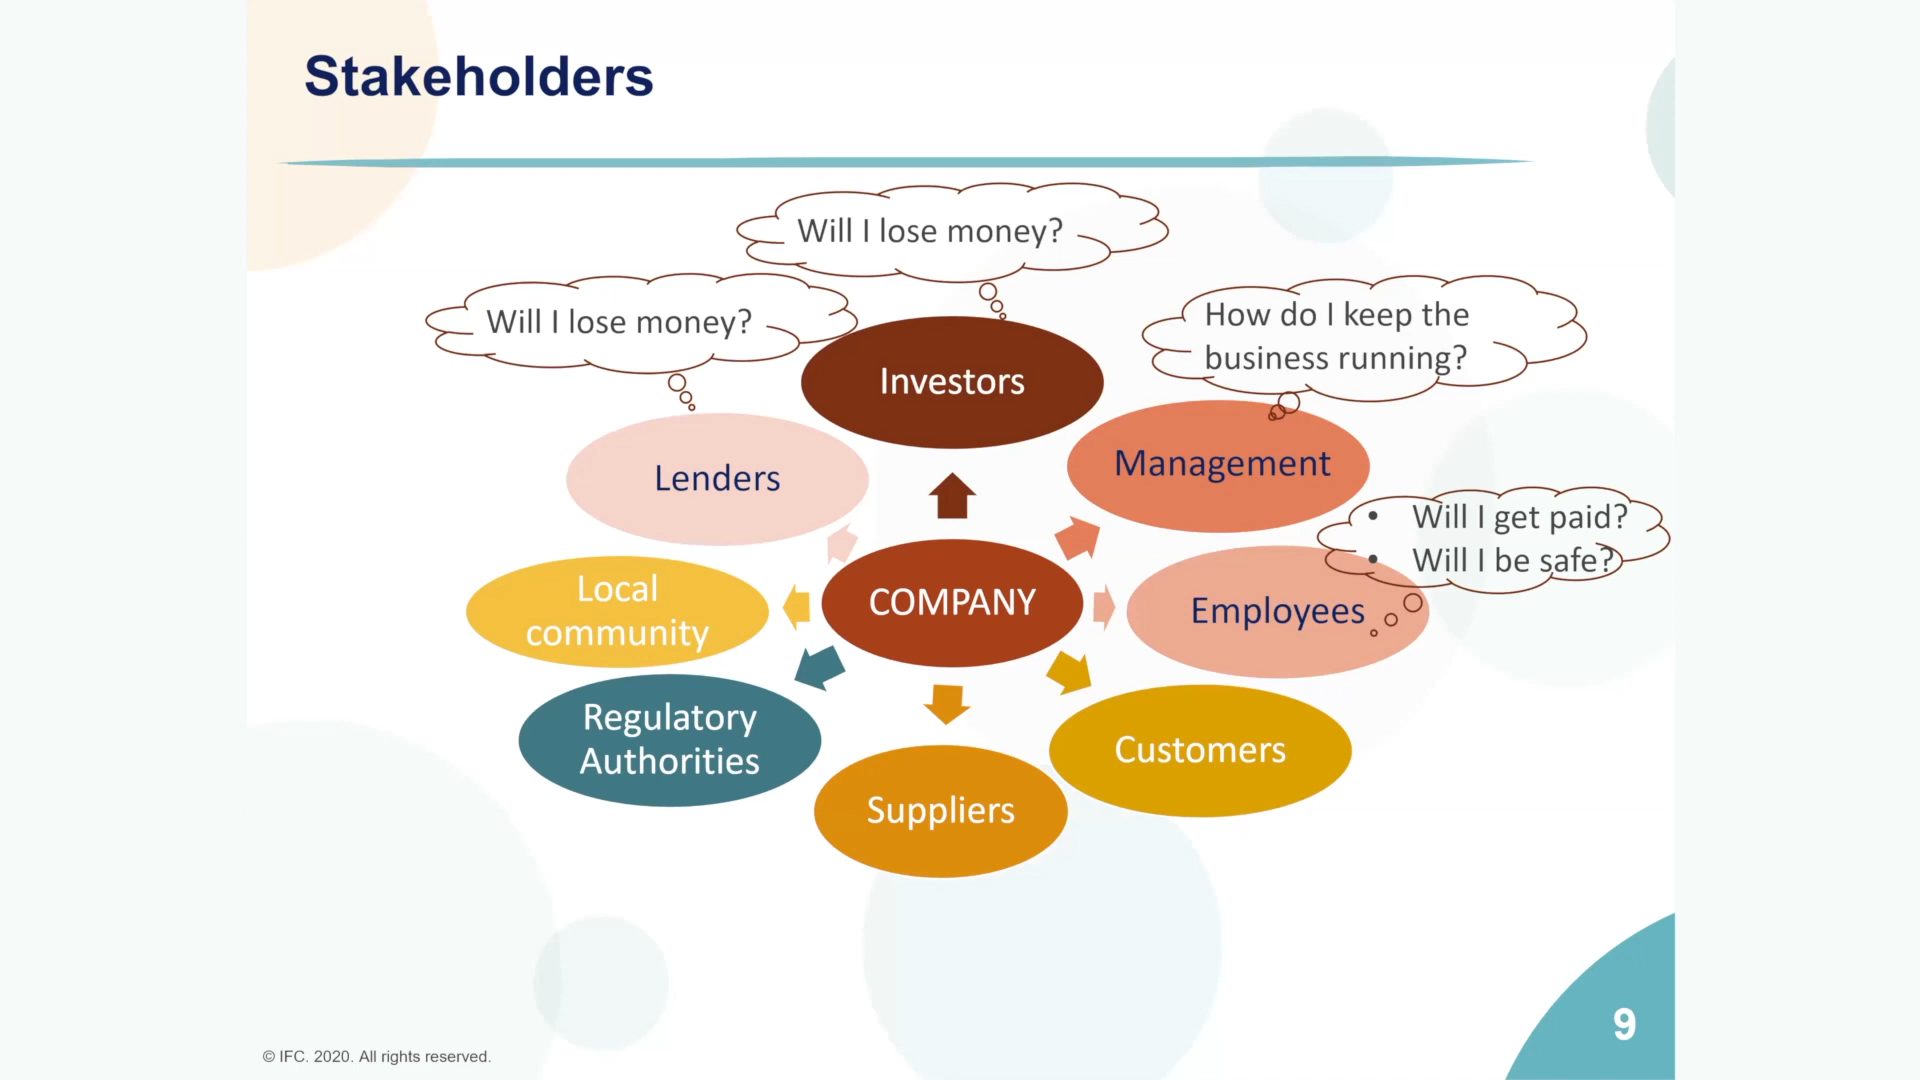 Stakeholders
Will I lose money?
Will I lose money?
How do I keep the
business running?
Investors
Management
Lenders
• Will I get paid?
• Will I be safe?
Local
community
COMPANY
Employees
Regulatory
Authorities
Customers
Suppliers
9
© IFC. 2020. All rights reserved.